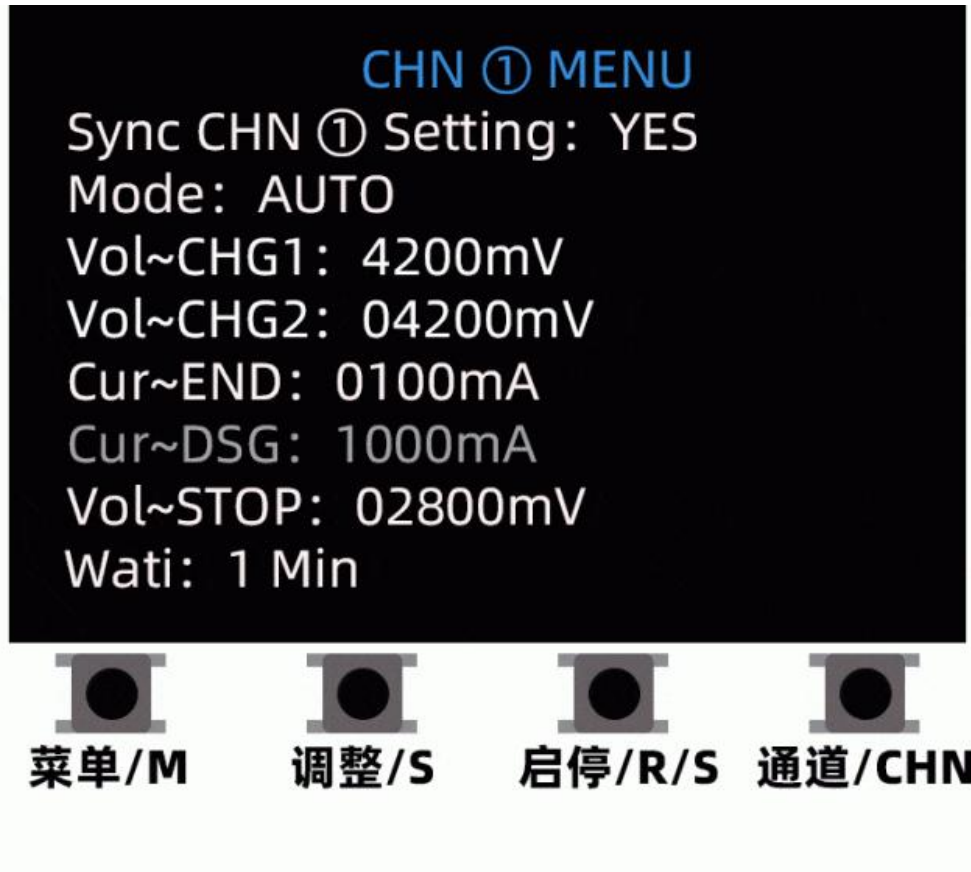 CHN ① MENU
Sync CHN ① Setting：YES
Mode：AUTO
Vol~CHG1：4200mV
Vol~CHG2：04200mV
Cur~END：0100mA
Cur~DSG：1000mA
Vol~STOP：02800mV
Wati：1 Min
菜单/M 调整/S 启停/R/S 通道/CHN